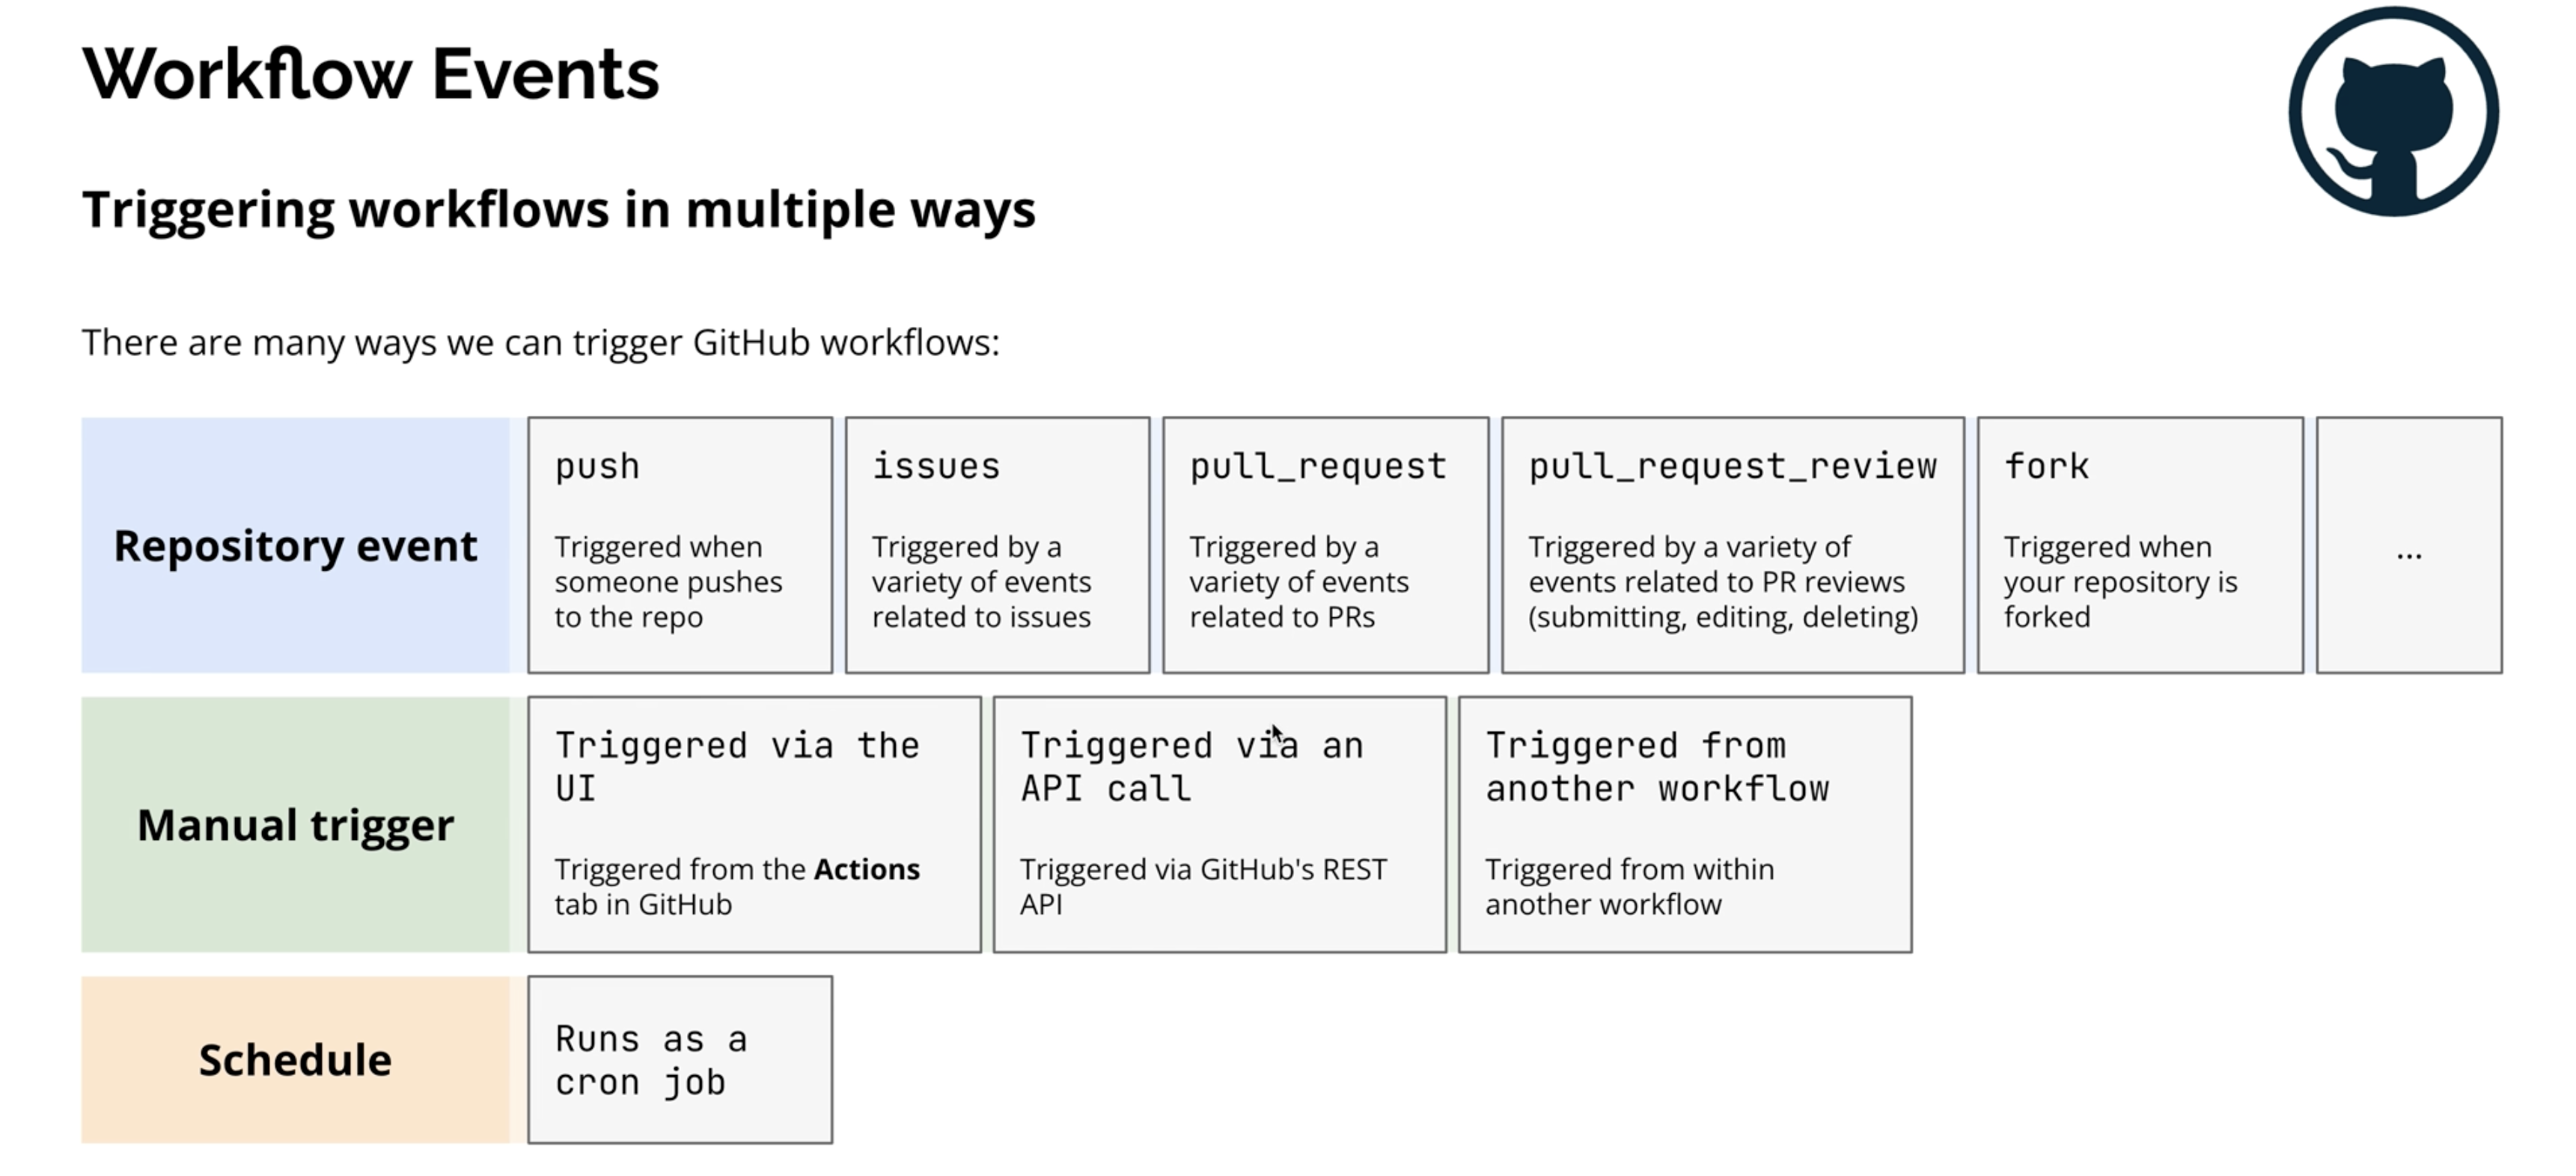 Workflow Events
Triggering workflows in multiple ways
There are many ways we can trigger GitHub workflows:
Repository event
push
Triggered when
someone pushes
to the repo
issues
Triggered by a
variety of events
related to issues
pull_request
Triggered by a
variety of events
related to PRs
pull_request_review
Triggered by a variety of
events related to PR reviews
(submitting, editing, deleting)
fork
Triggered when
your repository is
forked
...
Manual trigger
Triggered via the
UI
Triggered from the Actions
tab in GitHub
Triggered via an
API call
Triggered via GitHub's REST
API
Triggered from
another workflow
Triggered from within
another workflow
Schedule
Runs as a
cron job